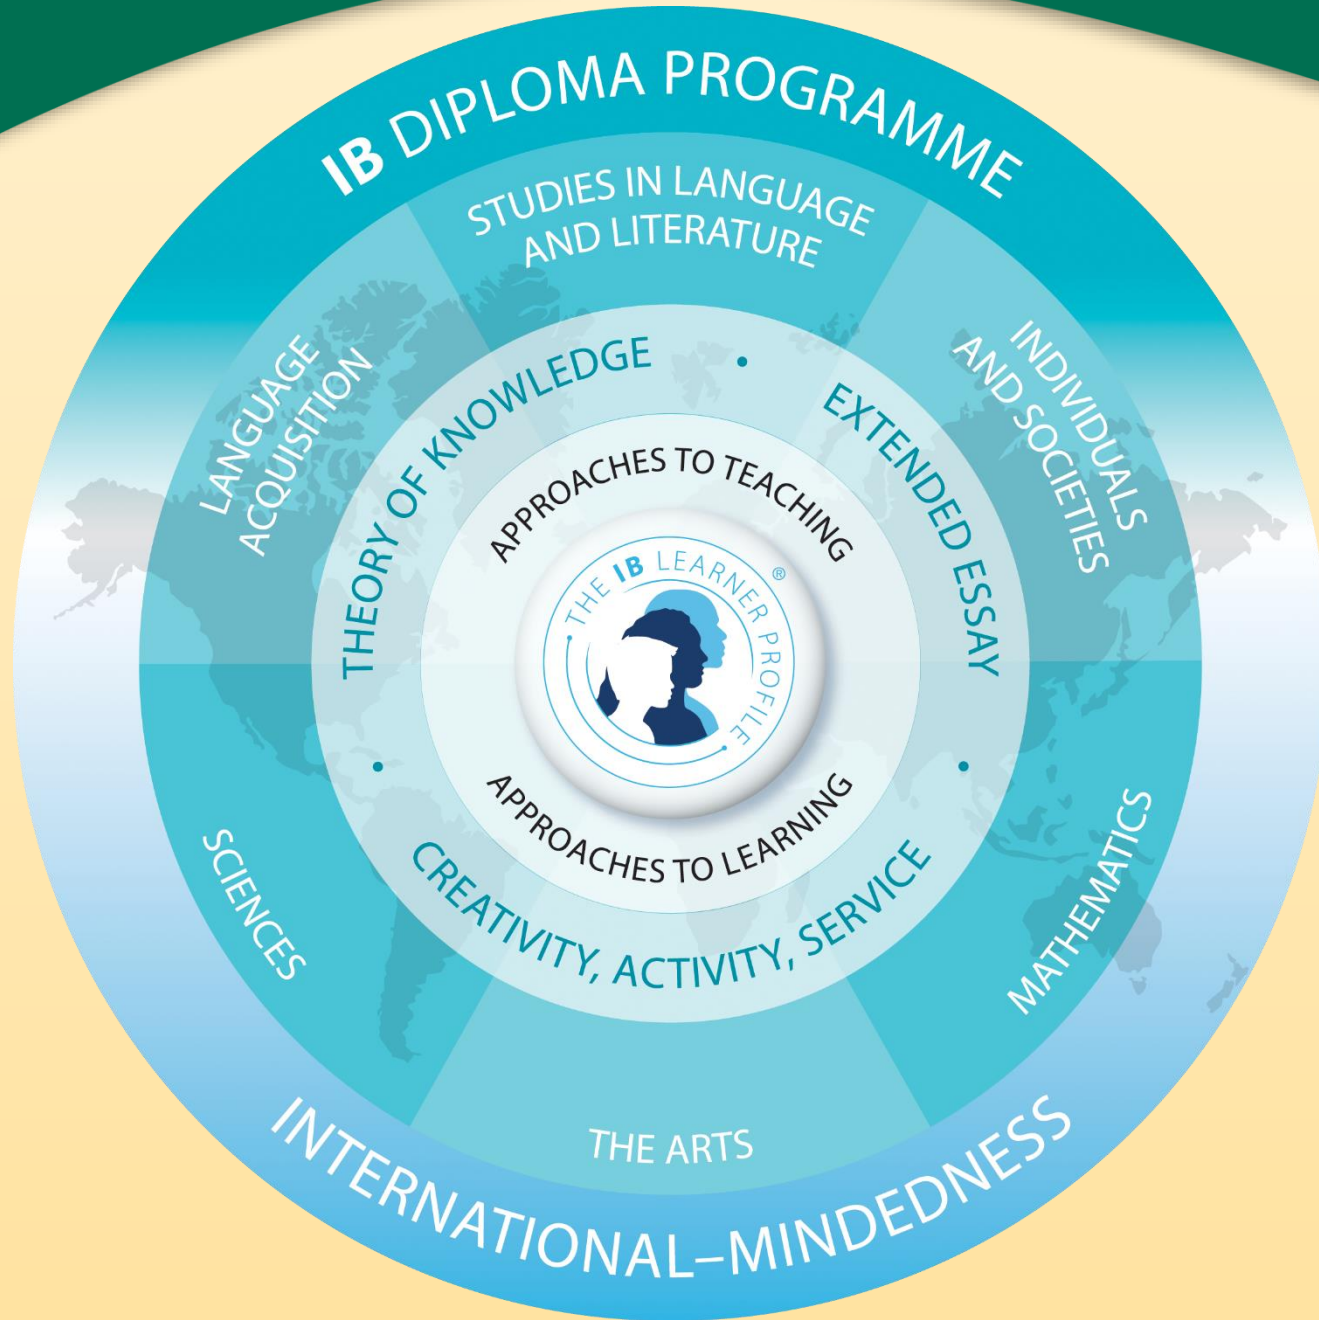 IB DIPLOMA PROGRAMME
STUDIES IN LANGUAGE
AND LITERATURE
LANGUAGE
ACQUISITION
INDIVIDUALS
AND SOCIETIES
THEORY OF KNOWLEDGE
•
EXTENDED ESSAY
APPROACHES TO TEACHING
• THE IB LEARNER PROFILE •
®
APPROACHES TO LEARNING
•
CREATIVITY, ACTIVITY, SERVICE
•
SCIENCES
MATHEMATICS
THE ARTS
INTERNATIONAL–MINDEDNESS